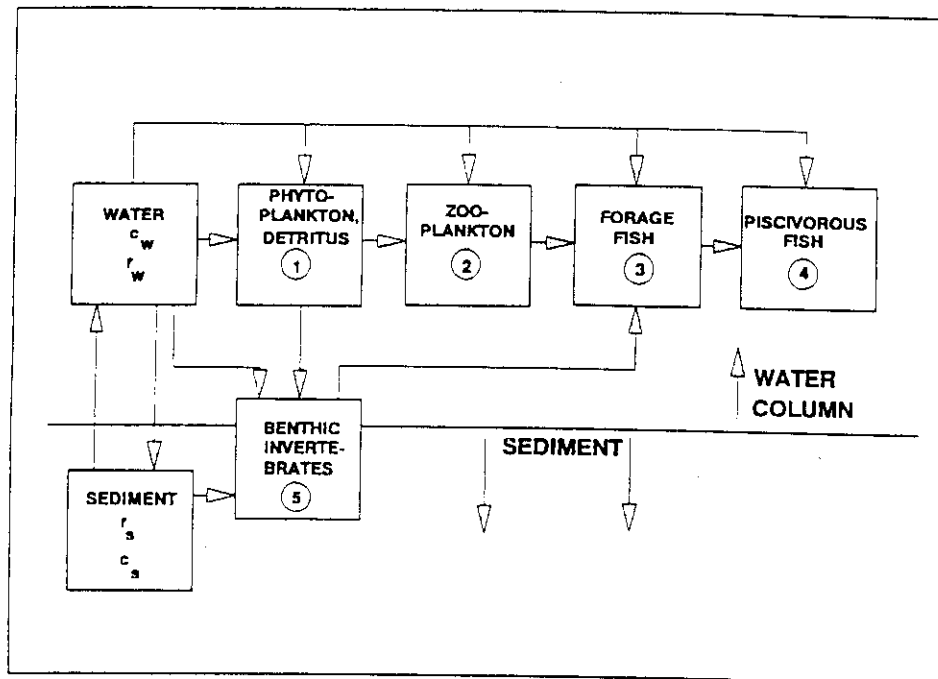 WATER
c
w
r
w
PHYTO-
PLANKTON,
DETRITUS
1
ZOO-
PLANKTON
2
FORAGE
FISH
3
PISCIVOROUS
FISH
4
WATER
COLUMN
BENTHIC
INVERTE-
BRATES
5
SEDIMENT
SEDIMENT
r
s
c
s